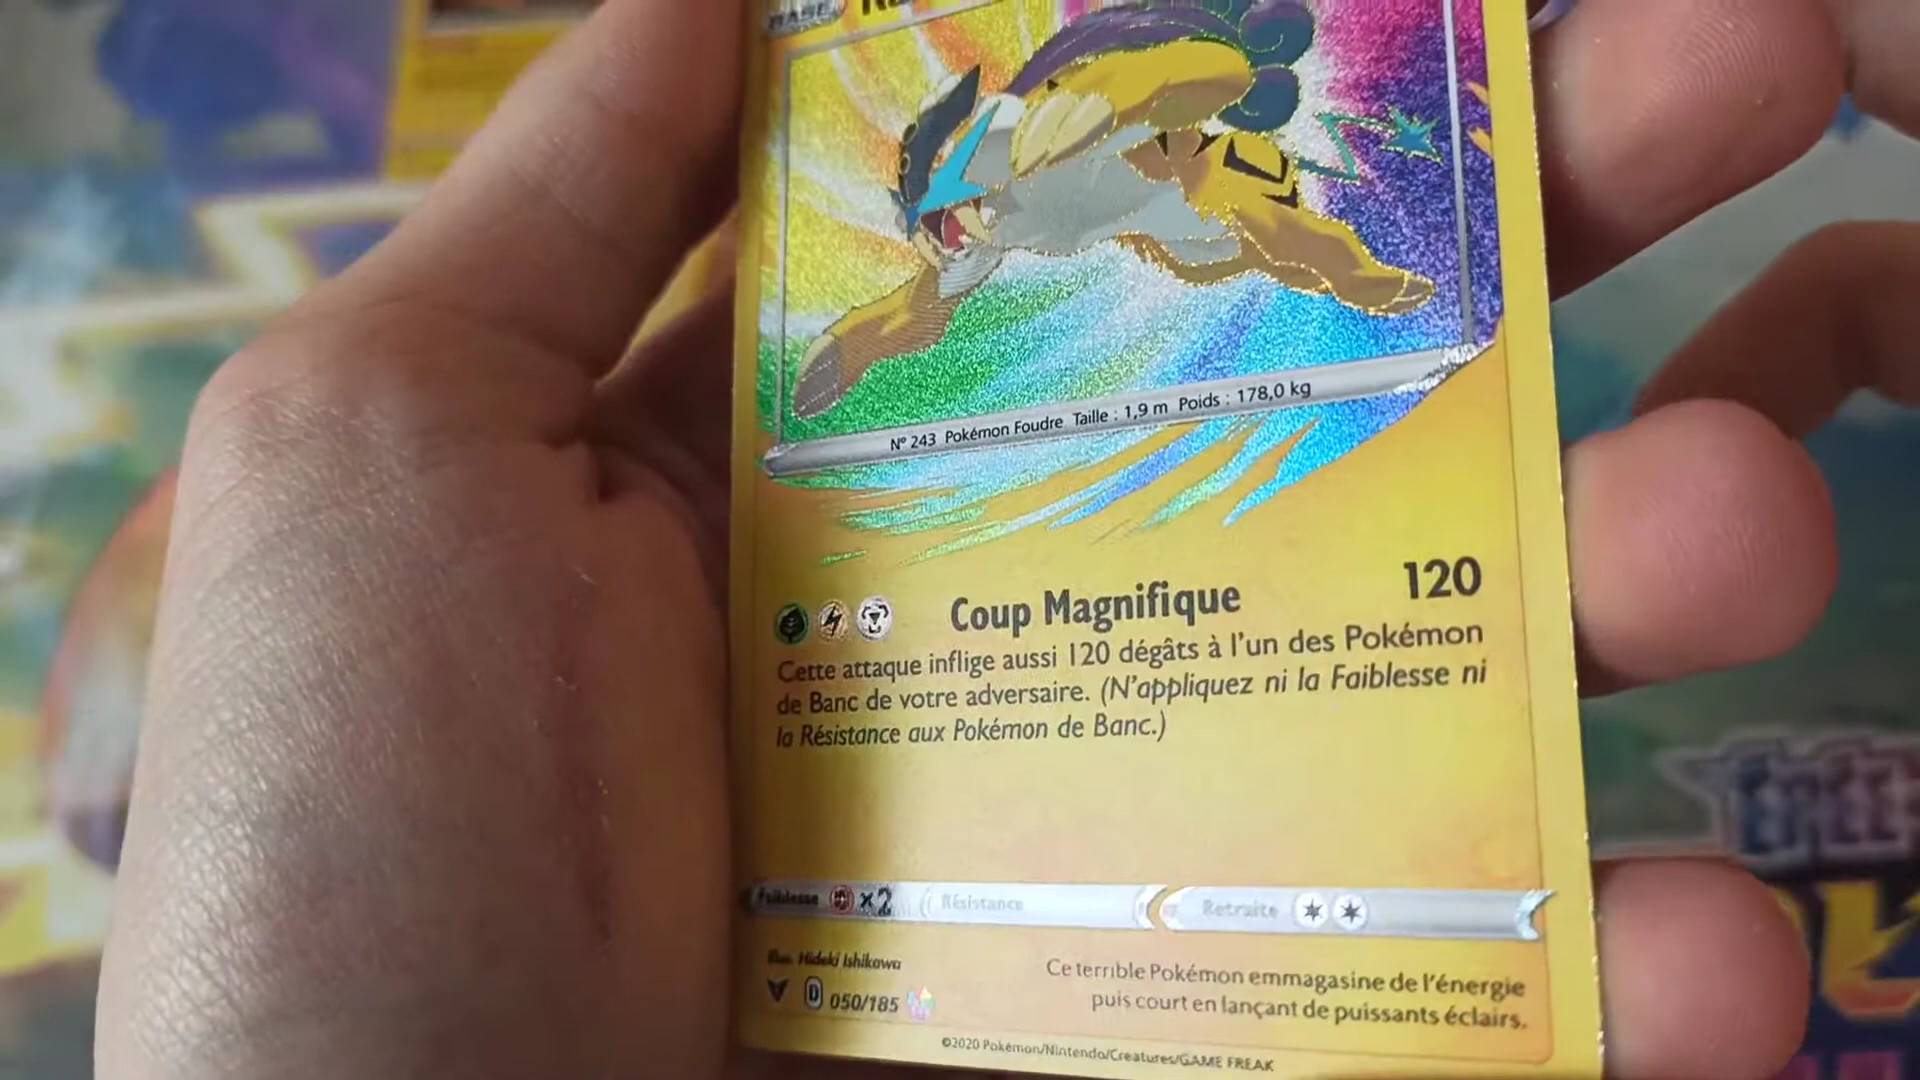 BASE
N° 243 Pokémon Foudre Taille : 1,9 m Poids : 178,0 kg
Coup Magnifique 120
Cette attaque inflige aussi 120 dégâts à l'un des Pokémon
de Banc de votre adversaire. (N'appliquez ni la Faiblesse ni
la Résistance aux Pokémon de Banc.)
Faiblesse ×2 Résistance Retraite
Illus. Hideki Ishikawa
D 050/185
Ce terrible Pokémon emmagasine de l'énergie
puis court en lançant de puissants éclairs.
©2020 Pokémon/Nintendo/Creatures/GAME FREAK